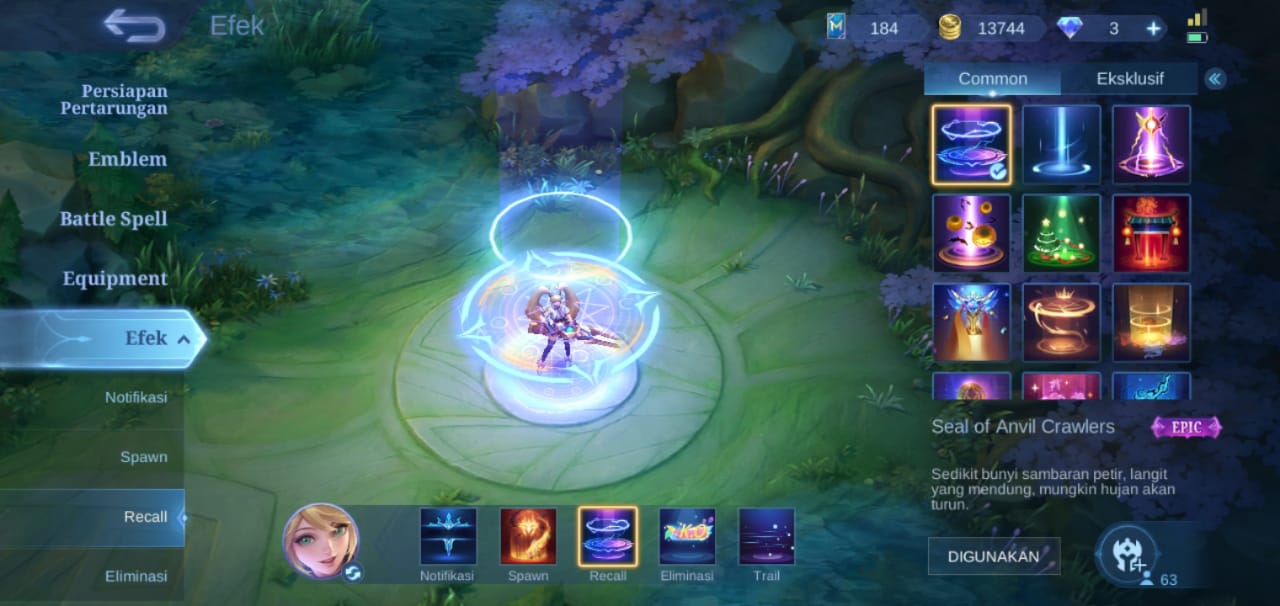 Efek
184
13744
3
Persiapan
Pertarungan
Emblem
Battle Spell
Equipment
Efek
Notifikasi
Spawn
Recall
Eliminasi
Common
Eksklusif
Seal of Anvil Crawlers
EPIC
Sedikit bunyi sambaran petir, langit
yang mendung, mungkin hujan akan
turun.
DIGUNAKAN
63
Notifikasi
Spawn
Recall
Eliminasi
Trail